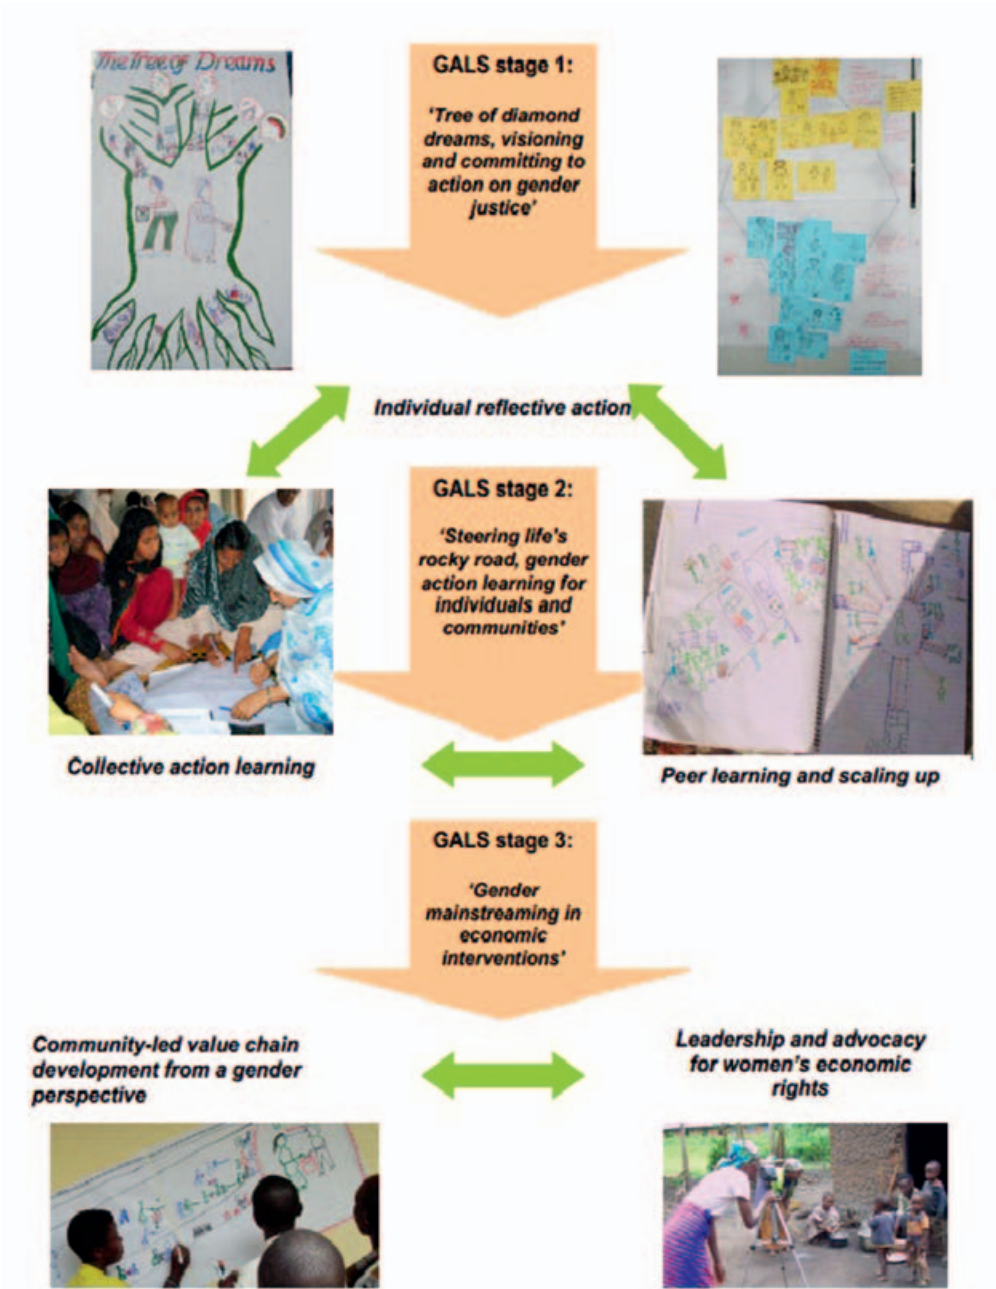 The Tree of Dreams
GALS stage 1:
‘Tree of diamond
dreams, visioning
and committing to
action on gender
justice’
Individual reflective action
GALS stage 2:
‘Steering life’s
rocky road, gender
action learning for
individuals and
communities’
Collective action learning
Peer learning and scaling up
GALS stage 3:
‘Gender
mainstreaming in
economic
interventions’
Community-led value chain
development from a gender
perspective
Leadership and advocacy
for women’s economic
rights